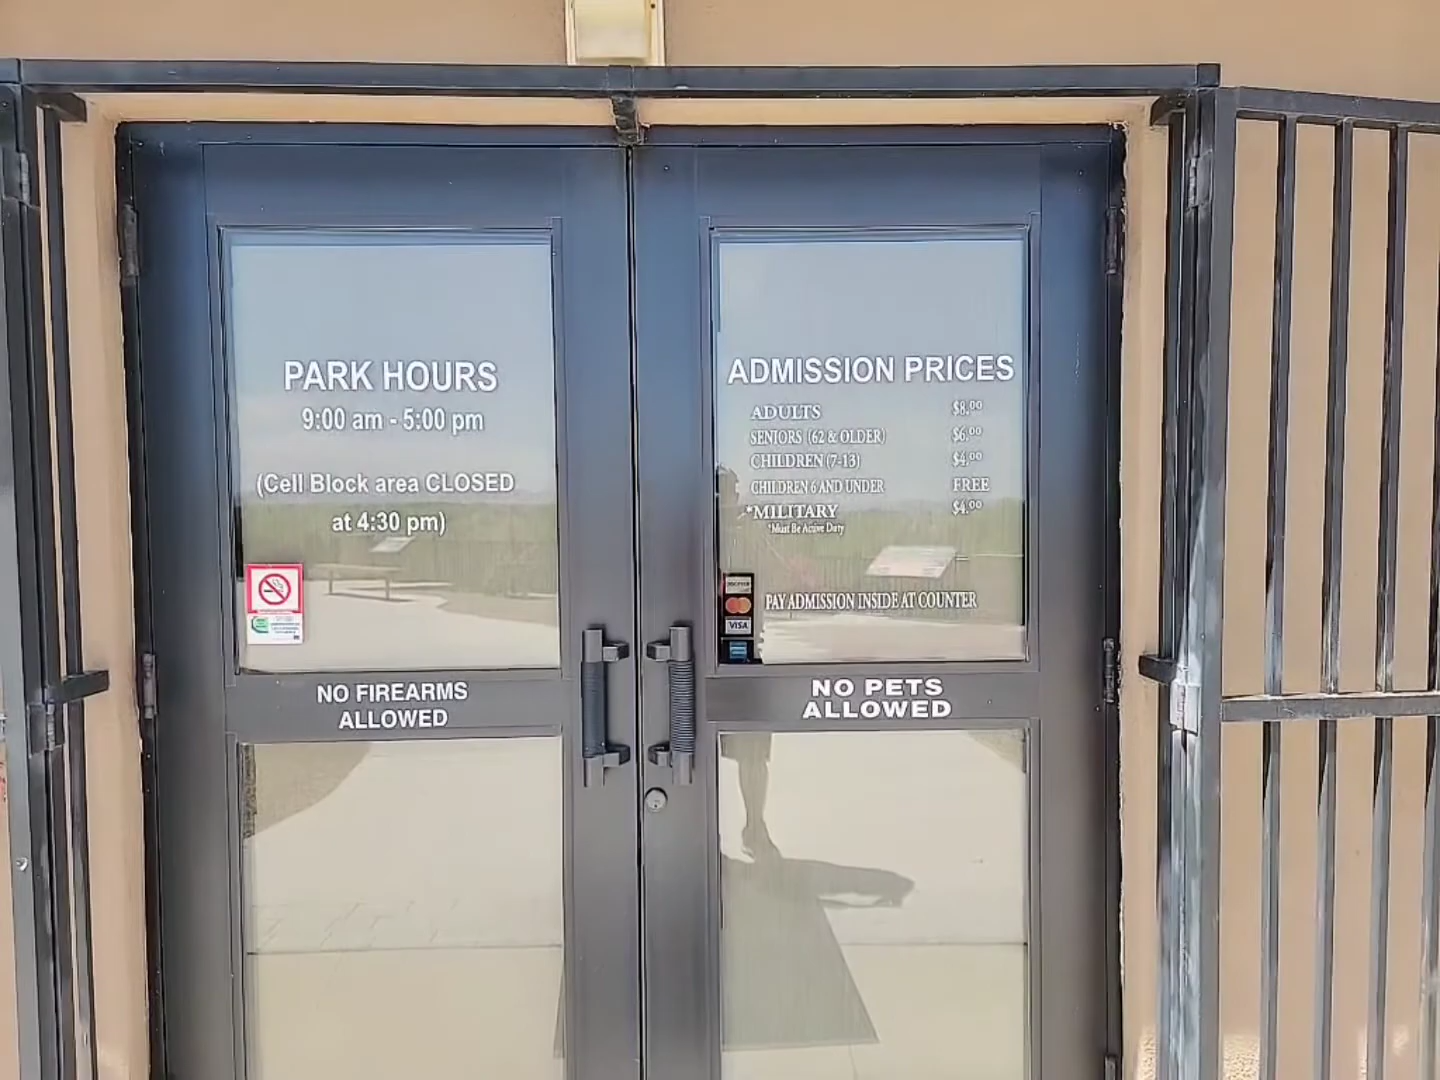 PARK HOURS
9:00 am - 5:00 pm
(Cell Block area CLOSED
at 4:30 pm)
NO FIREARMS
ALLOWED
ADMISSION PRICES
ADULTS $8.00
SENIORS (62 & OLDER) $6.00
CHILDREN (7-13) $4.00
CHILDREN 6 AND UNDER FREE
*MILITARY $4.00
*Must Be Active Duty
DISCOVER
VISA
PAY ADMISSION INSIDE AT COUNTER
NO PETS
ALLOWED